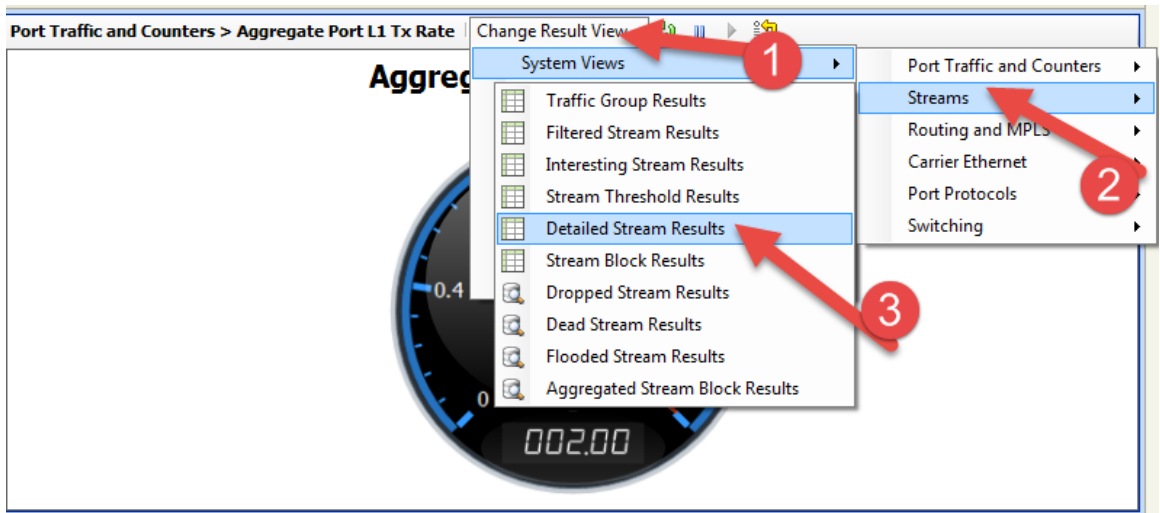 Port Traffic and Counters > Aggregate Port L1 Tx Rate
Change Result View
Aggreg
System Views
Port Traffic and Counters
Streams
Routing and MPLS
Carrier Ethernet
Port Protocols
Switching
Traffic Group Results
Filtered Stream Results
Interesting Stream Results
Stream Threshold Results
Detailed Stream Results
Stream Block Results
Dropped Stream Results
Dead Stream Results
Flooded Stream Results
Aggregated Stream Block Results
1
2
3
0.4
0
002.00